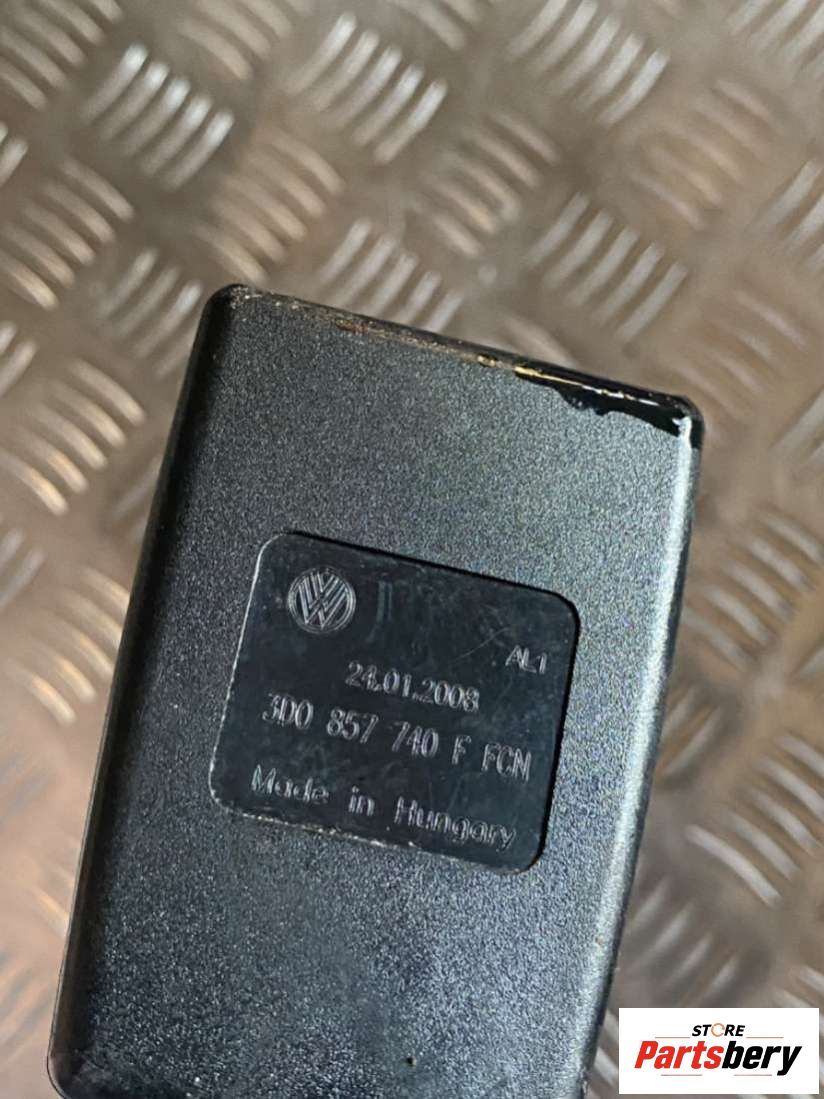 AL1
24.01.2008
3D0 857 740 F FCN
Made in Hungary
STORE
Partsbery